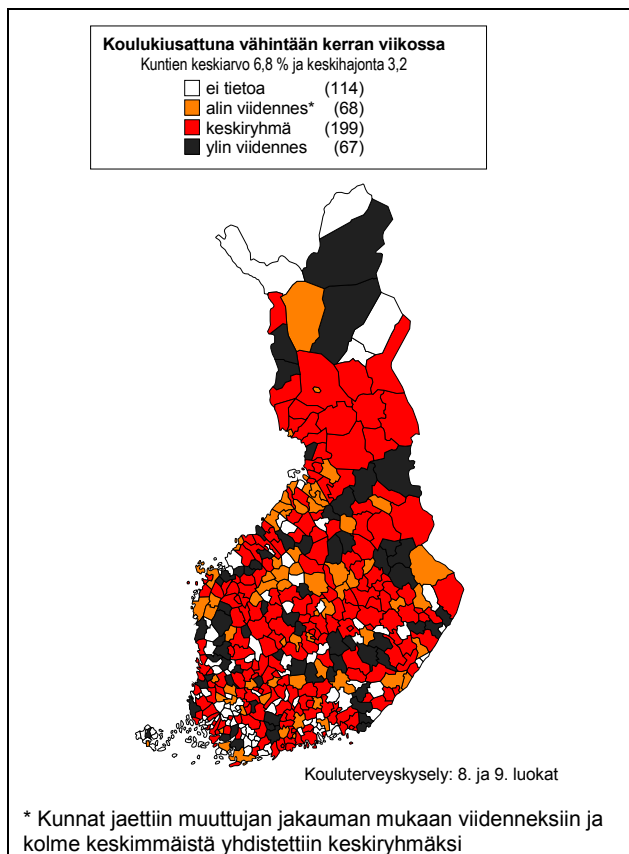 Koulukiusattuna vähintään kerran viikossa
Kuntien keskiarvo 6,8 % ja keskihajonta 3,2
ei tietoa (114)
alin viidennes* (68)
keskiryhmä (199)
ylin viidennes (67)
Kouluterveyskysely: 8. ja 9. luokat
* Kunnat jaettiin muuttujan jakauman mukaan viidenneksiin ja
kolme keskimmäistä yhdistettiin keskiryhmäksi